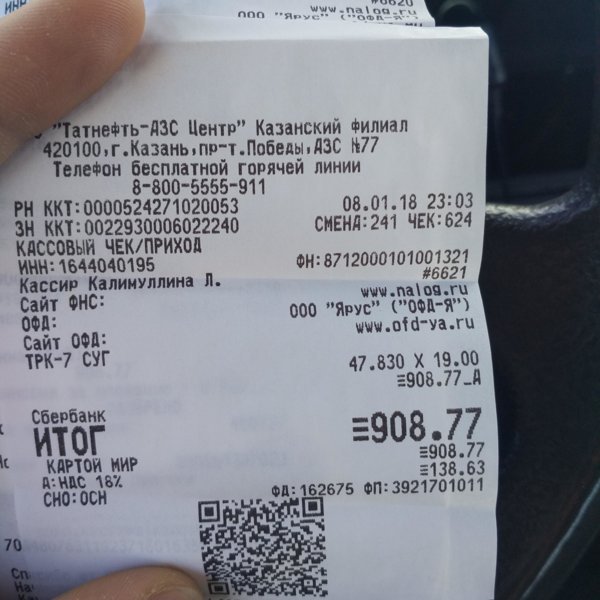 ИНН
#6620
www.nalog.ru
ООО "Ярус" ("ОФД-Я")
"Татнефть-АЗС Центр" Казанский филиал
420100,г.Казань,пр-т.Победы,АЗС №77
Телефон бесплатной горячей линии
8-800-5555-911
РН ККТ:0000524271020053 08.01.18 23:03
ЗН ККТ:0022930006022240 СМЕНА:241 ЧЕК:624
КАССОВЫЙ ЧЕК/ПРИХОД
ИНН:1644040195 ФН:8712000101001321
Кассир Калимуллина Л. #6621
Сайт ФНС: www.nalog.ru
ОФД: ООО "Ярус" ("ОФД-Я")
Сайт ОФД: www.ofd-ya.ru
ТРК-7 СУГ 47.830 X 19.00
≡908.77_А
Сбербанк
ИТОГ ≡908.77
КАРТОЙ МИР ≡908.77
А:НДС 18% ≡138.63
СНО:ОСН ФД:162675 ФП:3921701011
70